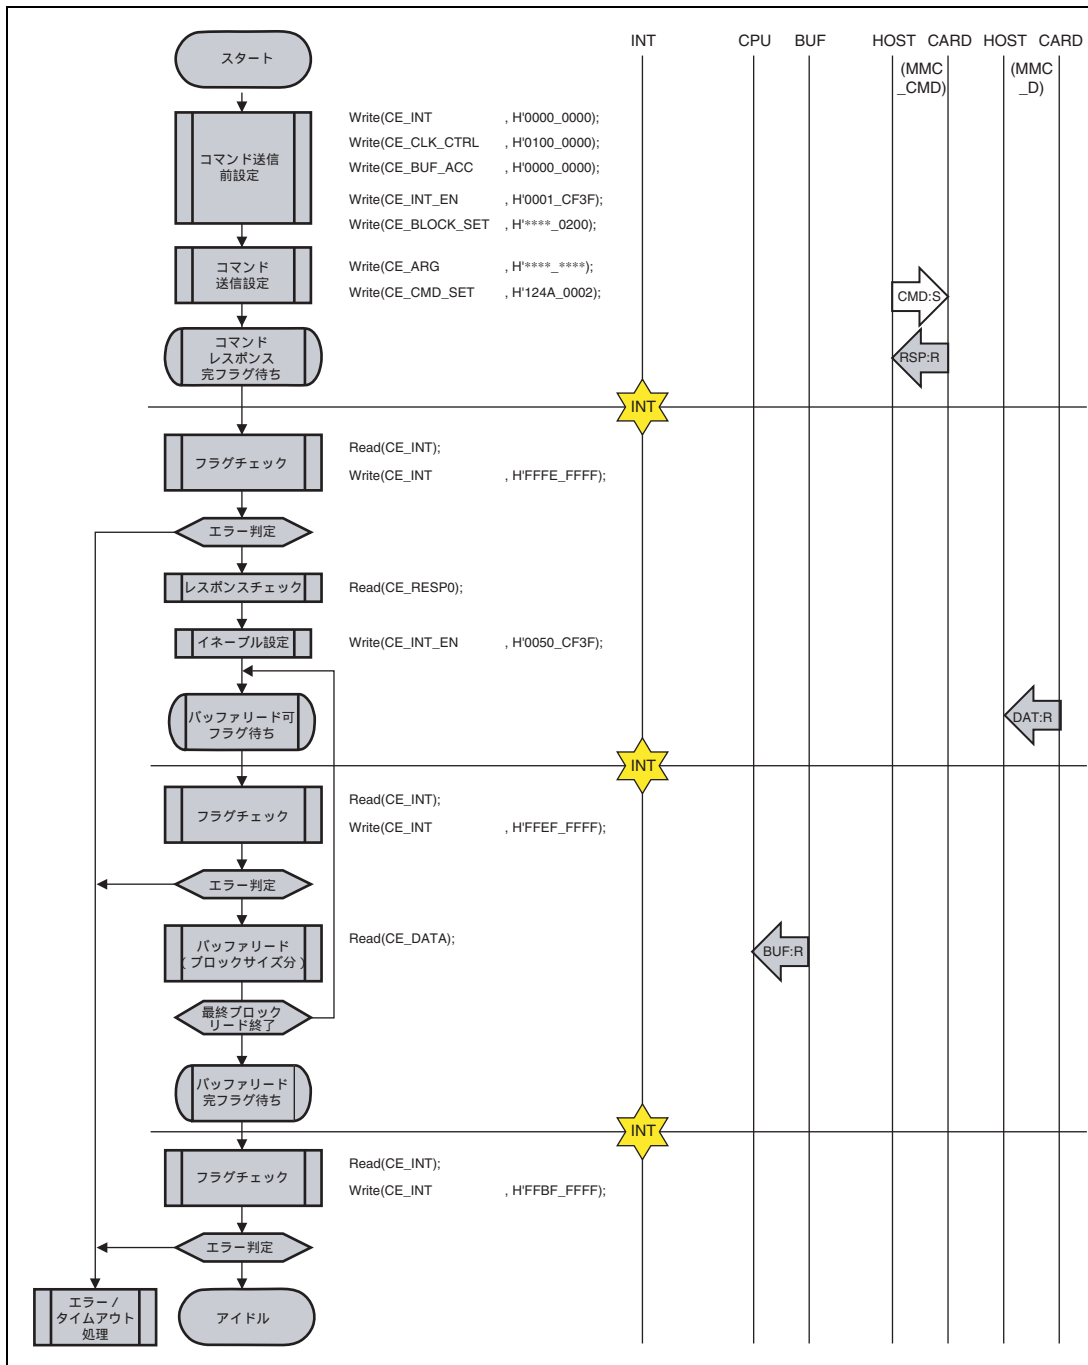 INT CPU BUF HOST CARD HOST CARD
(MMC
_CMD)
(MMC
_D)
スタート
コマンド送信
前設定
Write(CE_INT , H'0000_0000);
Write(CE_CLK_CTRL , H'0100_0000);
Write(CE_BUF_ACC , H'0000_0000);
Write(CE_INT_EN , H'0001_CF3F);
Write(CE_BLOCK_SET , H'****_0200);
コマンド
送信設定
Write(CE_ARG , H'****_****);
Write(CE_CMD_SET , H'124A_0002);
CMD:S
コマンド
レスポンス
完フラグ待ち
RSP:R
INT
フラグチェック
Read(CE_INT);
Write(CE_INT , H'FFFE_FFFF);
エラー判定
レスポンスチェック
Read(CE_RESP0);
イネーブル設定
Write(CE_INT_EN , H'0050_CF3F);
バッファリード可
フラグ待ち
DAT:R
INT
フラグチェック
Read(CE_INT);
Write(CE_INT , H'FFEF_FFFF);
エラー判定
バッファリード
(ブロックサイズ分)
Read(CE_DATA);
BUF:R
最終ブロック
リード終了
バッファリード
完フラグ待ち
INT
フラグチェック
Read(CE_INT);
Write(CE_INT , H'FFBF_FFFF);
エラー判定
エラー /
タイムアウト
処理
アイドル